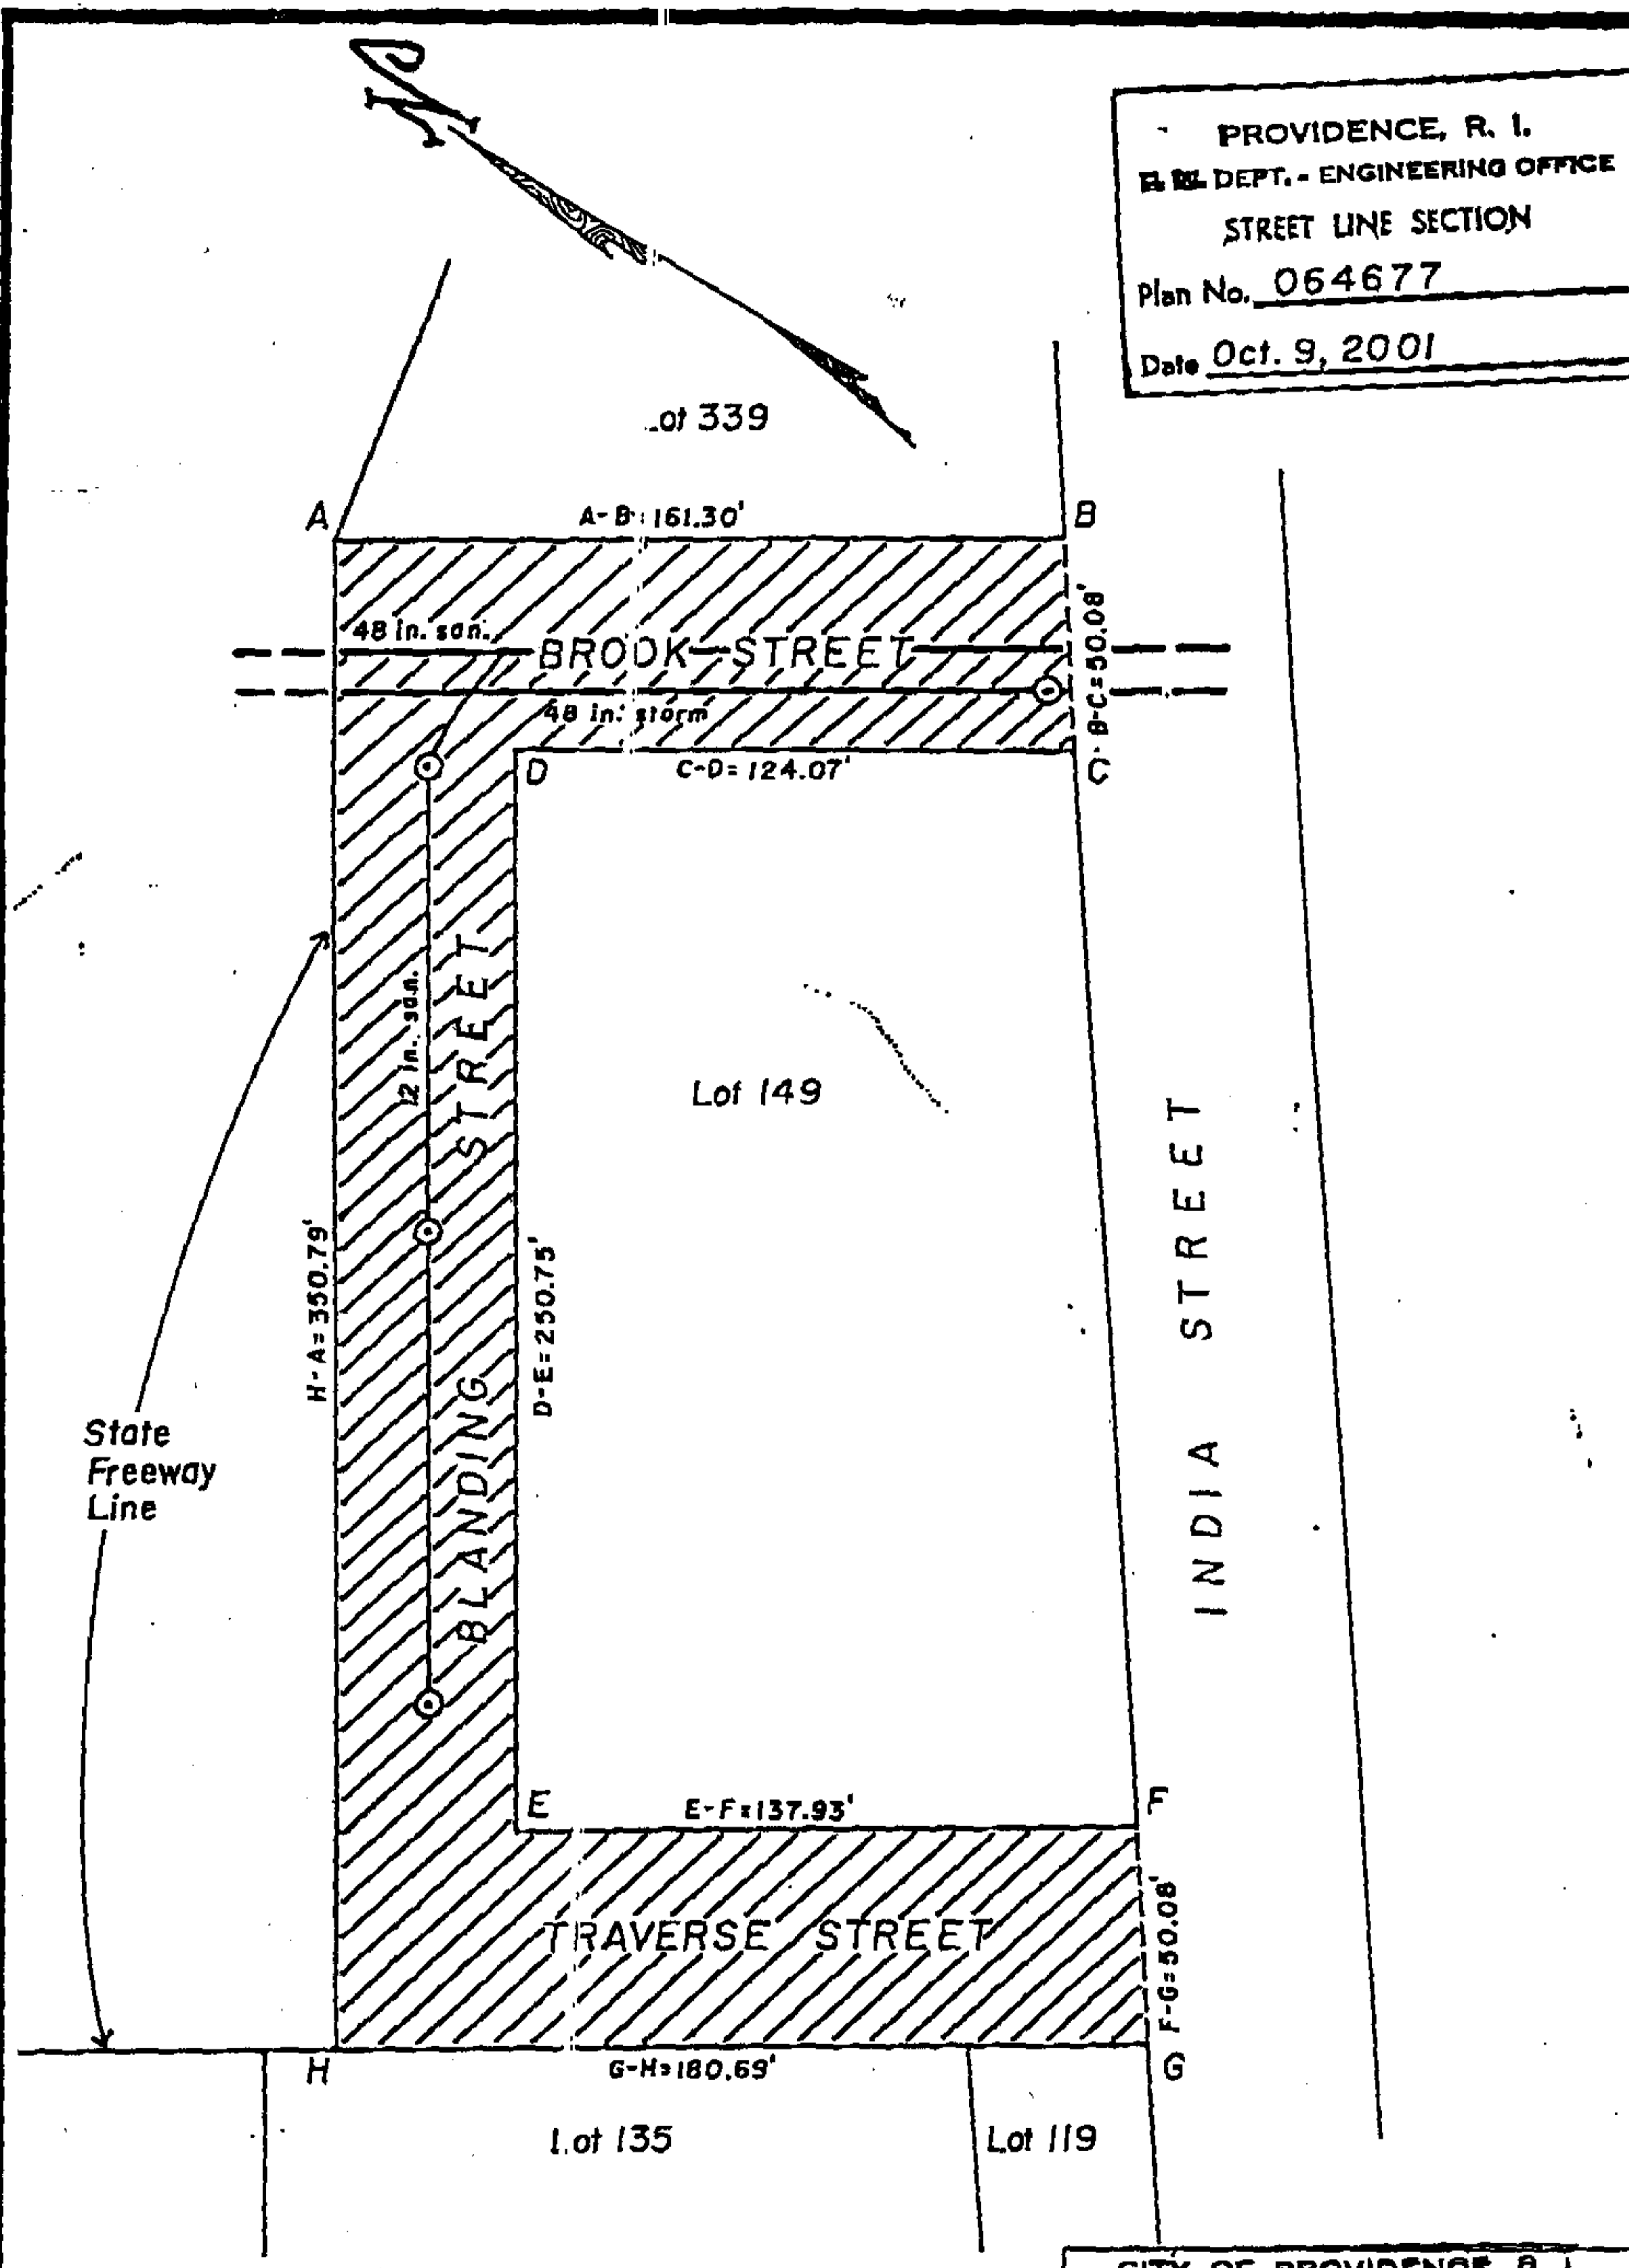 PROVIDENCE, R. I.
DEPT. - ENGINEERING OFFICE
STREET LINE SECTION
Plan No. 064677
Date Oct. 9, 2001
N
Lot 339
A
A-B=161.30'
B
48 in. san.
BROOK STREET
B-C=50.08'
48 in. storm
D
C-D=124.07'
C
12 in. san.
BLANDING STREET
Lot 149
INDIA STREET
H-A=350.79'
D-E=250.75'
State
Freeway
Line
E
E-F=137.93'
F
TRAVERSE STREET
F-G=50.08'
H
G-H=180.69'
G
Lot 135
Lot 119
CITY OF PROVIDENCE